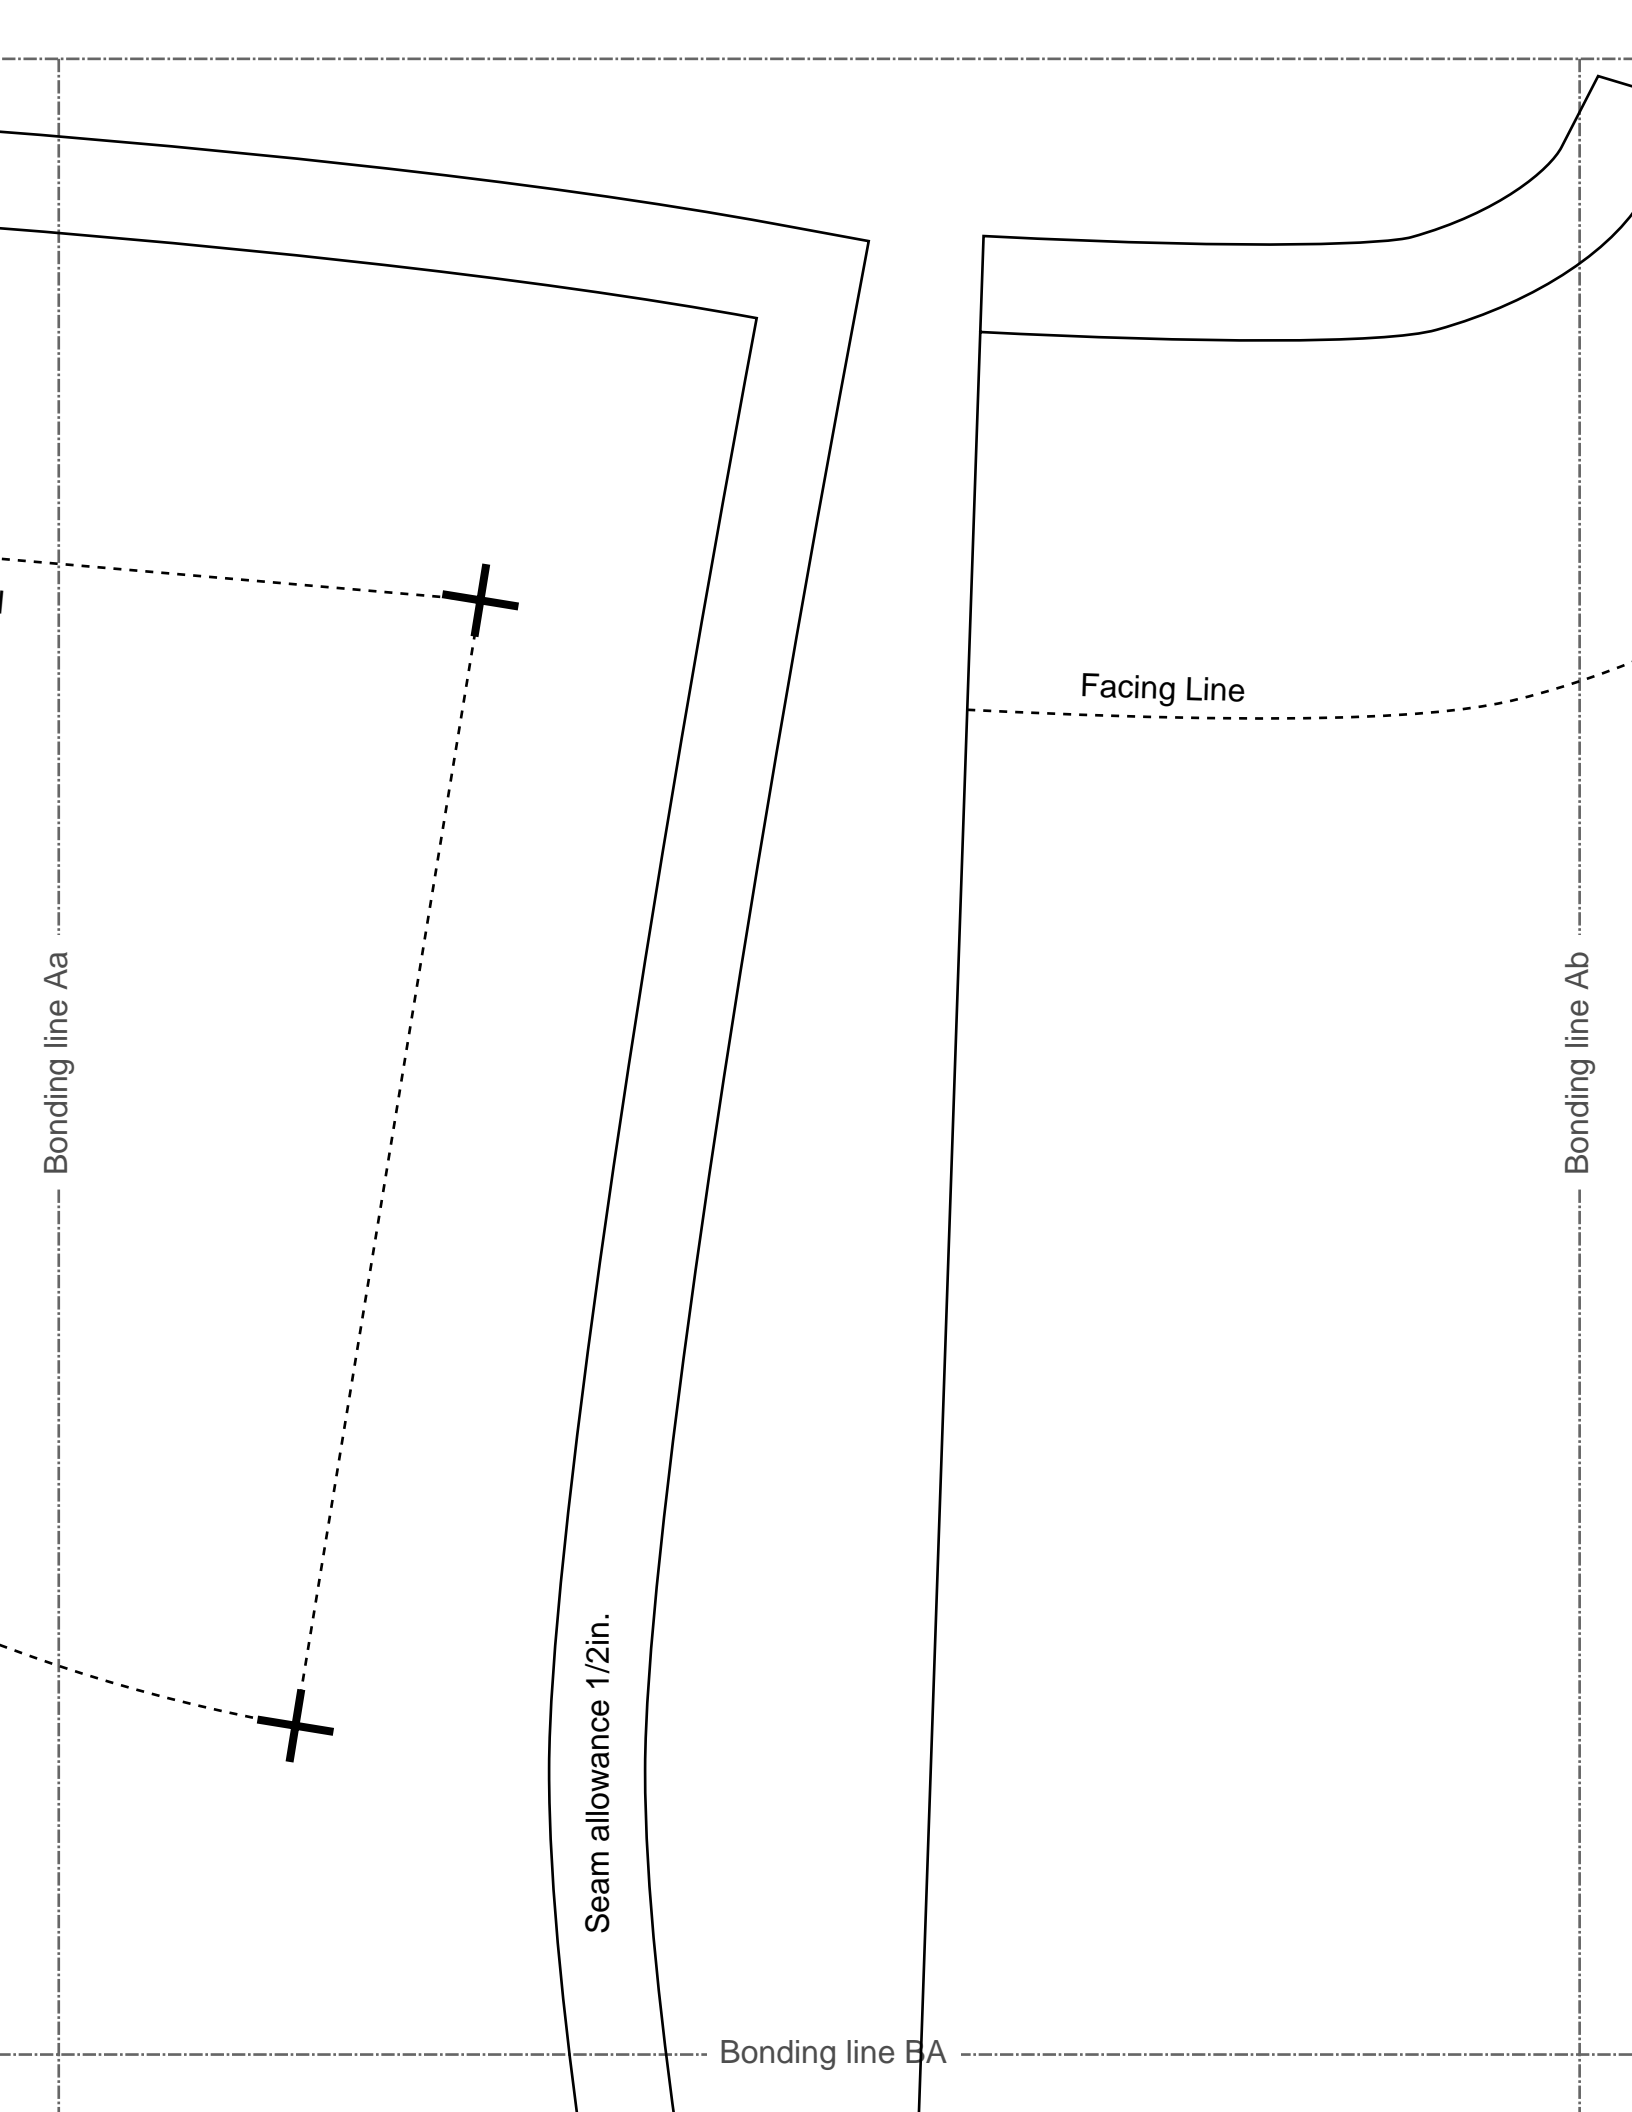 Facing Line
Bonding line Aa
Bonding line Ab
Seam allowance 1/2in.
Bonding line BA